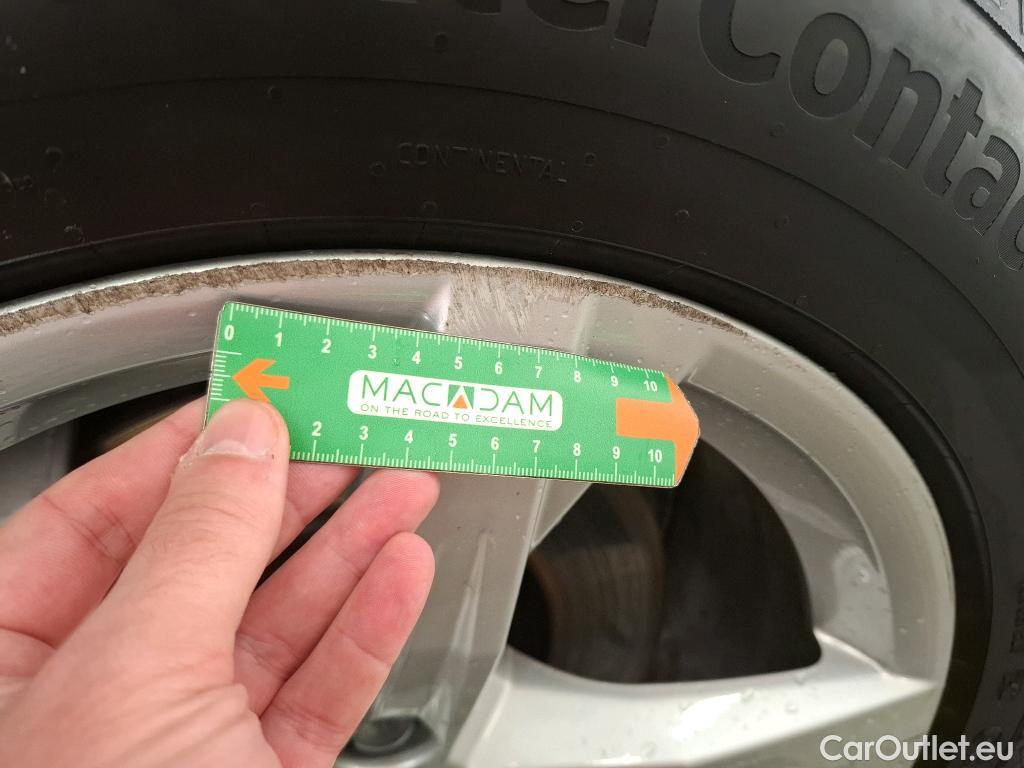 Contact
CONTINENTAL
0 1 2 3 4 5 6 7 8 9 10
MACADAM
ON THE ROAD TO EXCELLENCE
2 3 4 5 6 7 8 9 10
CarOutlet.eu